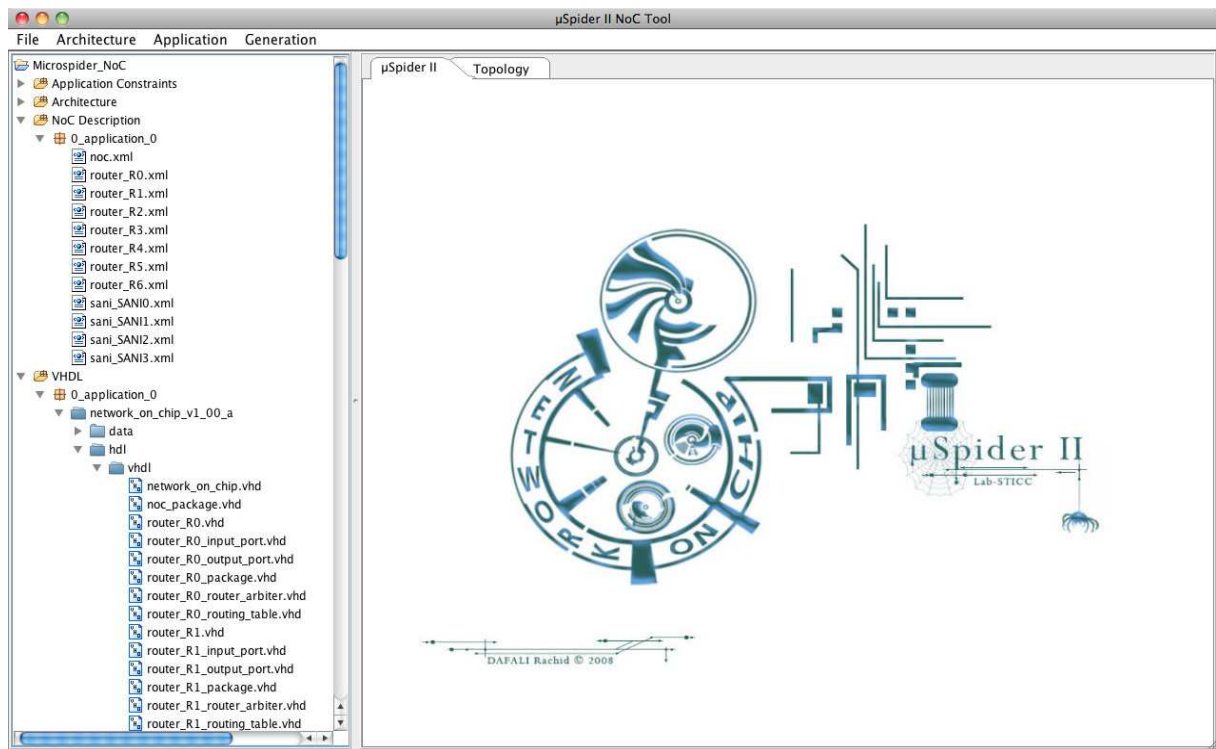 µSpider II NoC Tool
File Architecture Application Generation
Microspider_NoC
Application Constraints
Architecture
NoC Description
0_application_0
noc.xml
router_R0.xml
router_R1.xml
router_R2.xml
router_R3.xml
router_R4.xml
router_R5.xml
router_R6.xml
sani_SANI0.xml
sani_SANI1.xml
sani_SANI2.xml
sani_SANI3.xml
VHDL
0_application_0
network_on_chip_v1_00_a
data
hdl
vhdl
network_on_chip.vhd
noc_package.vhd
router_R0.vhd
router_R0_input_port.vhd
router_R0_output_port.vhd
router_R0_package.vhd
router_R0_router_arbiter.vhd
router_R0_routing_table.vhd
router_R1.vhd
router_R1_input_port.vhd
router_R1_output_port.vhd
router_R1_package.vhd
router_R1_router_arbiter.vhd
router_R1_routing_table.vhd
µSpider II Topology
NETWORK ON CHIP
µSpider II
Lab-STICC
DAFALI Rachid © 2008